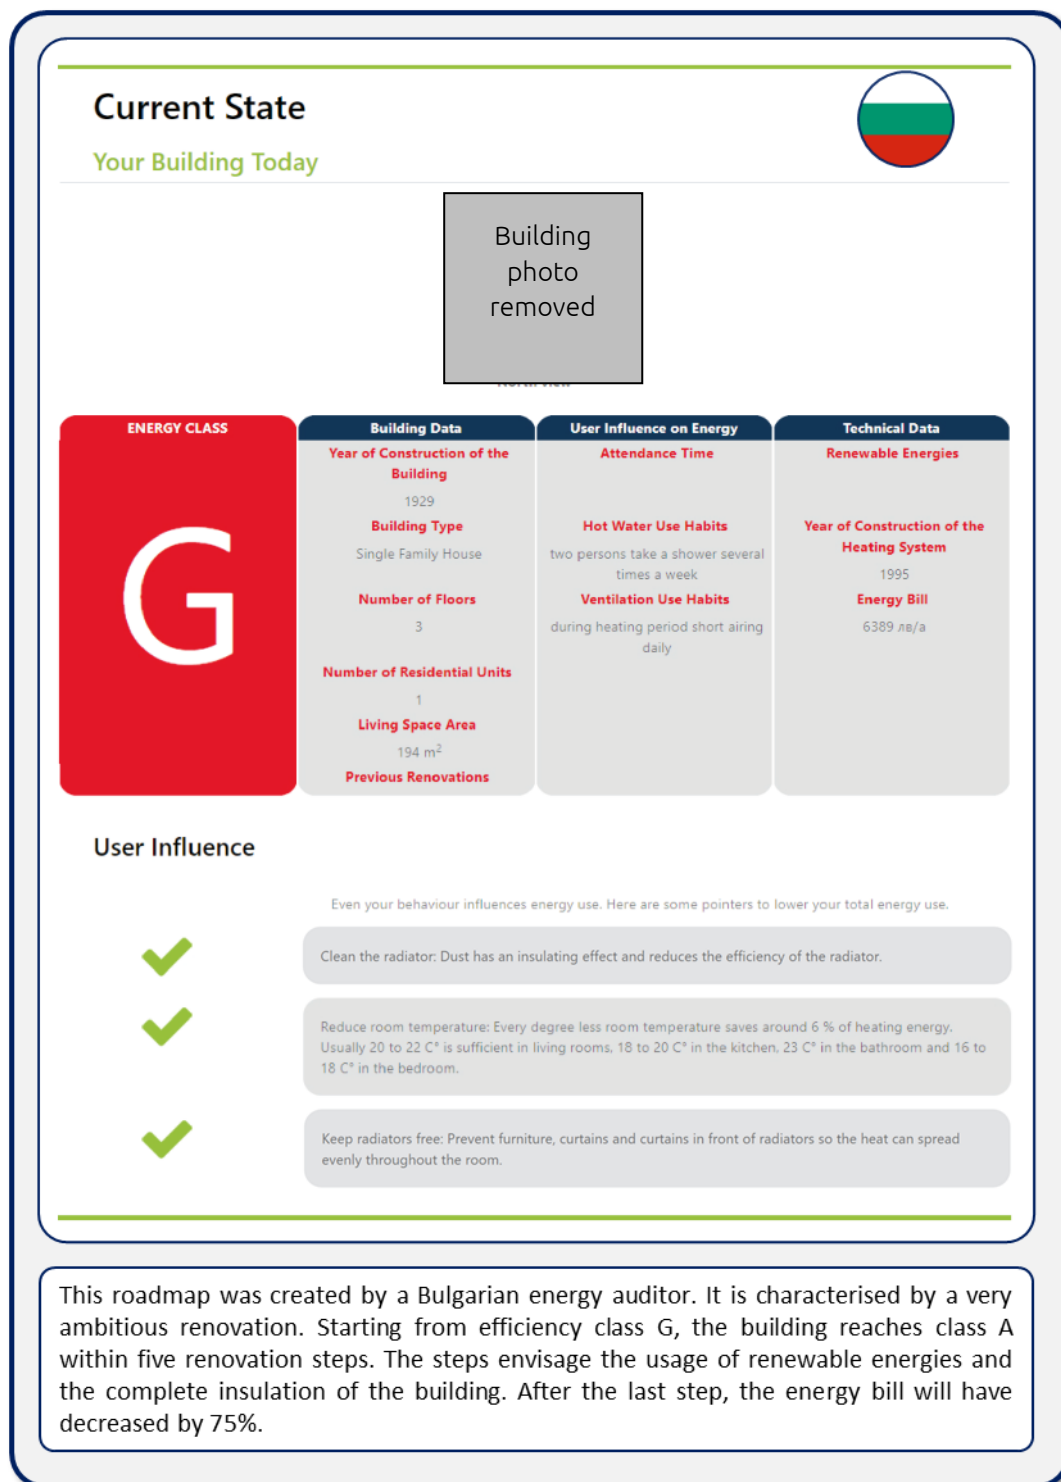 Current State
Your Building Today
Building
photo
removed
ENERGY CLASS
G
Building Data
Year of Construction of the
Building
1929
Building Type
Single Family House
Number of Floors
3
Number of Residential Units
1
Living Space Area
194 m²
Previous Renovations
User Influence on Energy
Attendance Time
Hot Water Use Habits
two persons take a shower several
times a week
Ventilation Use Habits
during heating period short airing
daily
Technical Data
Renewable Energies
Year of Construction of the
Heating System
1995
Energy Bill
6389 лв/a
User Influence
Even your behaviour influences energy use. Here are some pointers to lower your total energy use.
Clean the radiator: Dust has an insulating effect and reduces the efficiency of the radiator.
Reduce room temperature: Every degree less room temperature saves around 6 % of heating energy.
Usually 20 to 22 C° is sufficient in living rooms, 18 to 20 C° in the kitchen, 23 C° in the bathroom and 16 to
18 C° in the bedroom.
Keep radiators free: Prevent furniture, curtains and curtains in front of radiators so the heat can spread
evenly throughout the room.
This roadmap was created by a Bulgarian energy auditor. It is characterised by a very
ambitious renovation. Starting from efficiency class G, the building reaches class A
within five renovation steps. The steps envisage the usage of renewable energies and
the complete insulation of the building. After the last step, the energy bill will have
decreased by 75%.